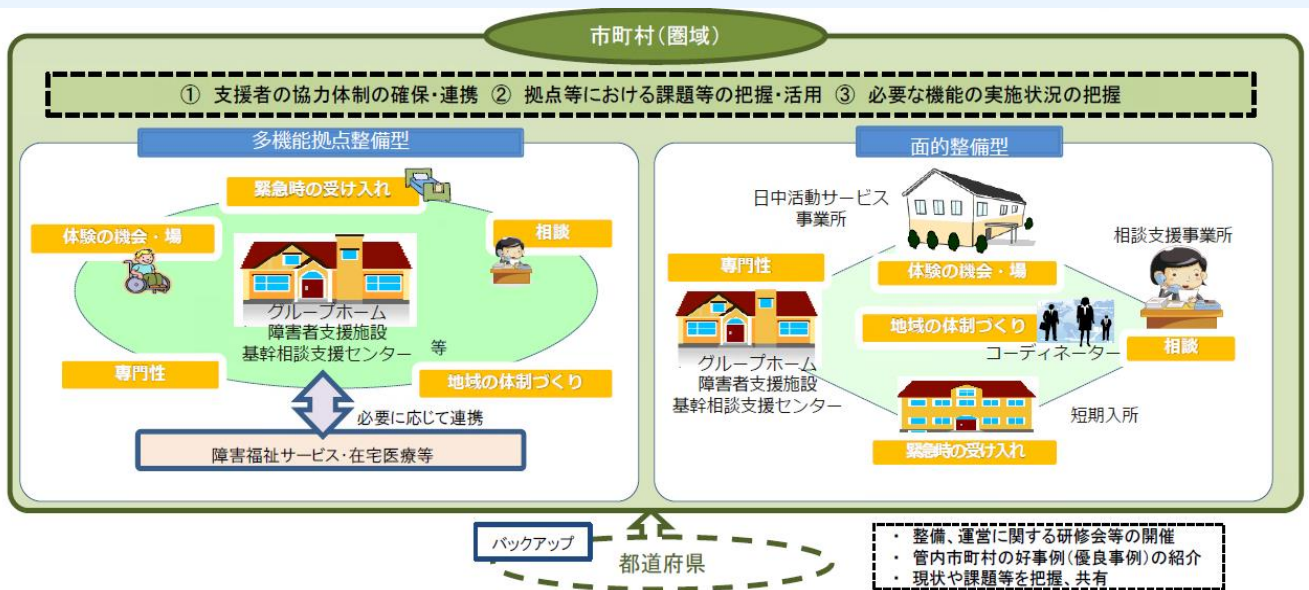 市町村(圏域)
① 支援者の協力体制の確保・連携 ② 拠点等における課題等の把握・活用 ③ 必要な機能の実施状況の把握
多機能拠点整備型
緊急時の受け入れ
体験の機会・場
相談
グループホーム
障害者支援施設
基幹相談支援センター 等
専門性
地域の体制づくり
必要に応じて連携
障害福祉サービス・在宅医療等
面的整備型
日中活動サービス
事業所
相談支援事業所
専門性
体験の機会・場
地域の体制づくり
コーディネーター
相談
グループホーム
障害者支援施設
基幹相談支援センター
短期入所
緊急時の受け入れ
バックアップ
都道府県
・ 整備、運営に関する研修会等の開催
・ 管内市町村の好事例(優良事例)の紹介
・ 現状や課題等を把握、共有